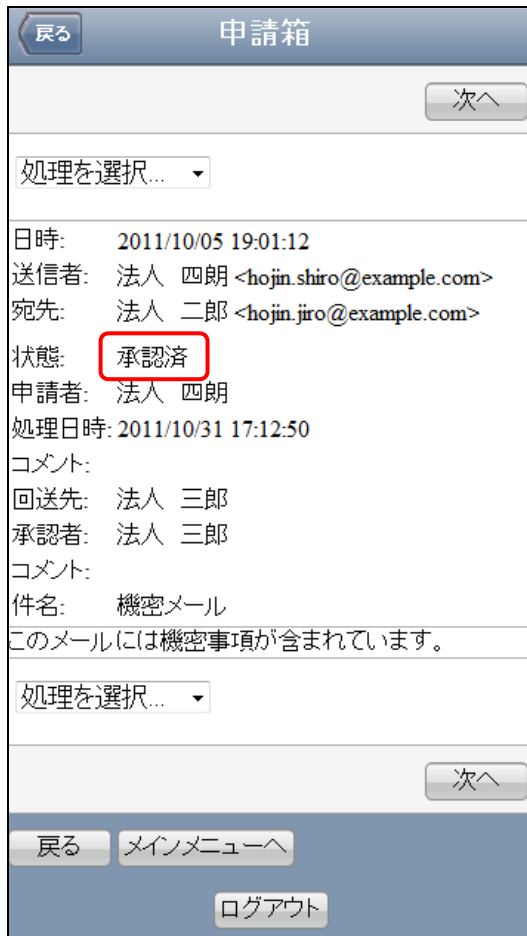 戻る 申請箱
次へ
処理を選択...
日時: 2011/10/05 19:01:12
送信者: 法人 四朗 <hojin.shiro@example.com>
宛先: 法人 二郎 <hojin.jiro@example.com>
状態: 承認済
申請者: 法人 四朗
処理日時: 2011/10/31 17:12:50
コメント:
回送先: 法人 三郎
承認者: 法人 三郎
コメント:
件名: 機密メール
このメールには機密事項が含まれています。
処理を選択...
次へ
戻る メインメニューへ
ログアウト